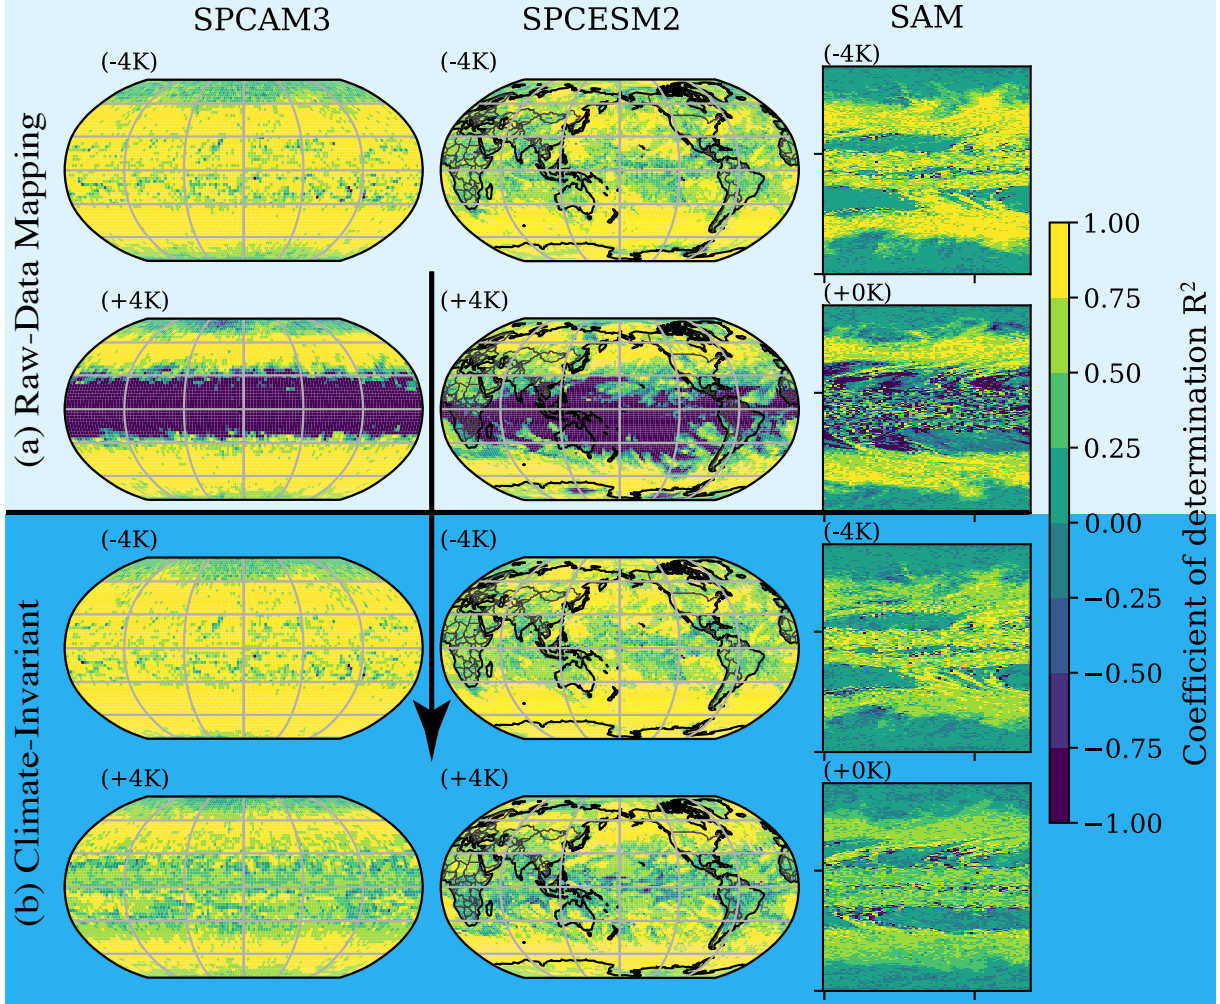 SPCAM3 SPCESM2 SAM
(-4K) (-4K) (-4K)
(a) Raw-Data Mapping
(+4K) (+4K) (+0K)
(-4K) (-4K) (-4K)
(b) Climate-Invariant
(+4K) (+4K) (+0K)
1.00
0.75
0.50
0.25
0.00
−0.25
−0.50
−0.75
−1.00
Coefficient of determination R²